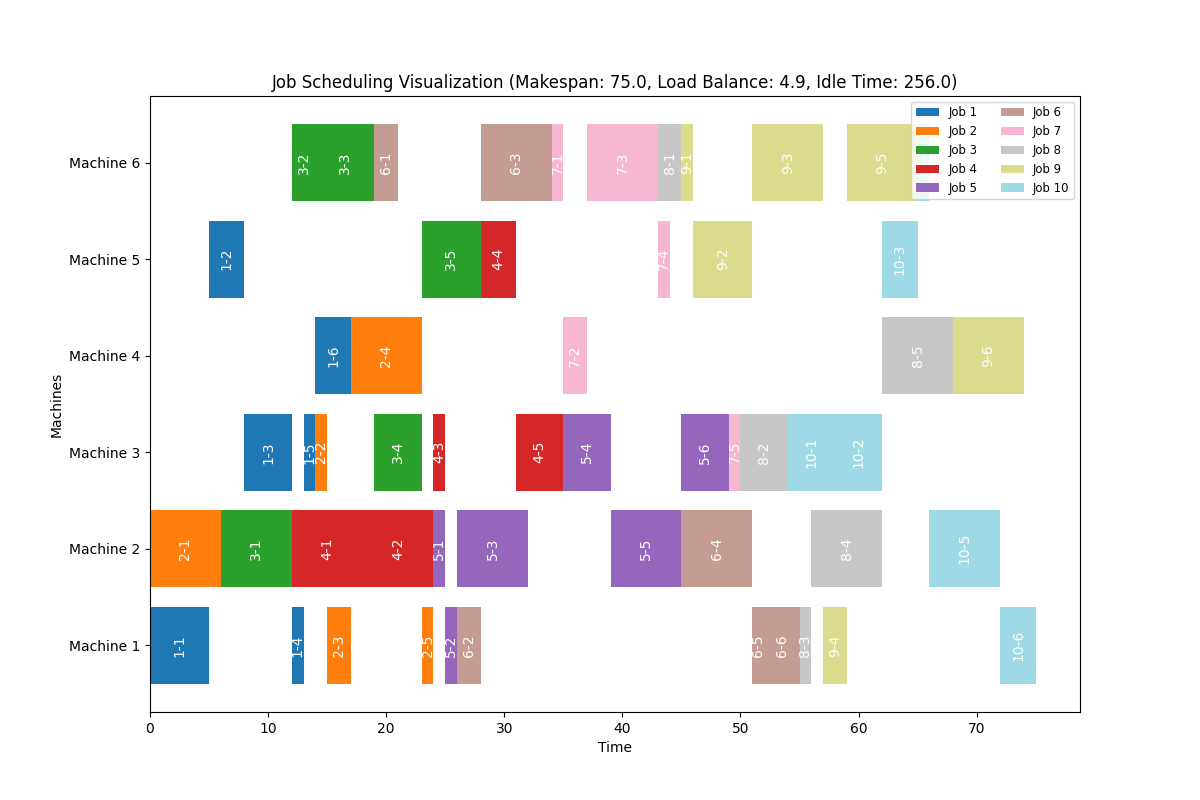 Job Scheduling Visualization (Makespan: 75.0, Load Balance: 4.9, Idle Time: 256.0)
Job 1 Job 6
Job 2 Job 7
Job 3 Job 8
Job 4 Job 9
Job 5 Job 10
Machine 6
3-2 3-3 6-1 6-3 7-1 7-3 8-1 9-1 9-3 9-5
Machine 5
1-2 3-5 4-4 7-4 9-2 10-3
Machine 4
1-6 2-4 7-2 8-5 9-6
Machine 3
1-3 1-5 2-2 3-4 4-3 4-5 5-4 5-6 7-5 8-2 10-1 10-2
Machine 2
2-1 3-1 4-1 4-2 5-1 5-3 5-5 6-4 8-4 10-5
Machine 1
1-1 1-4 2-3 2-5 5-2 6-2 6-5 6-6 8-3 9-4 10-6
Machines
0 10 20 30 40 50 60 70
Time